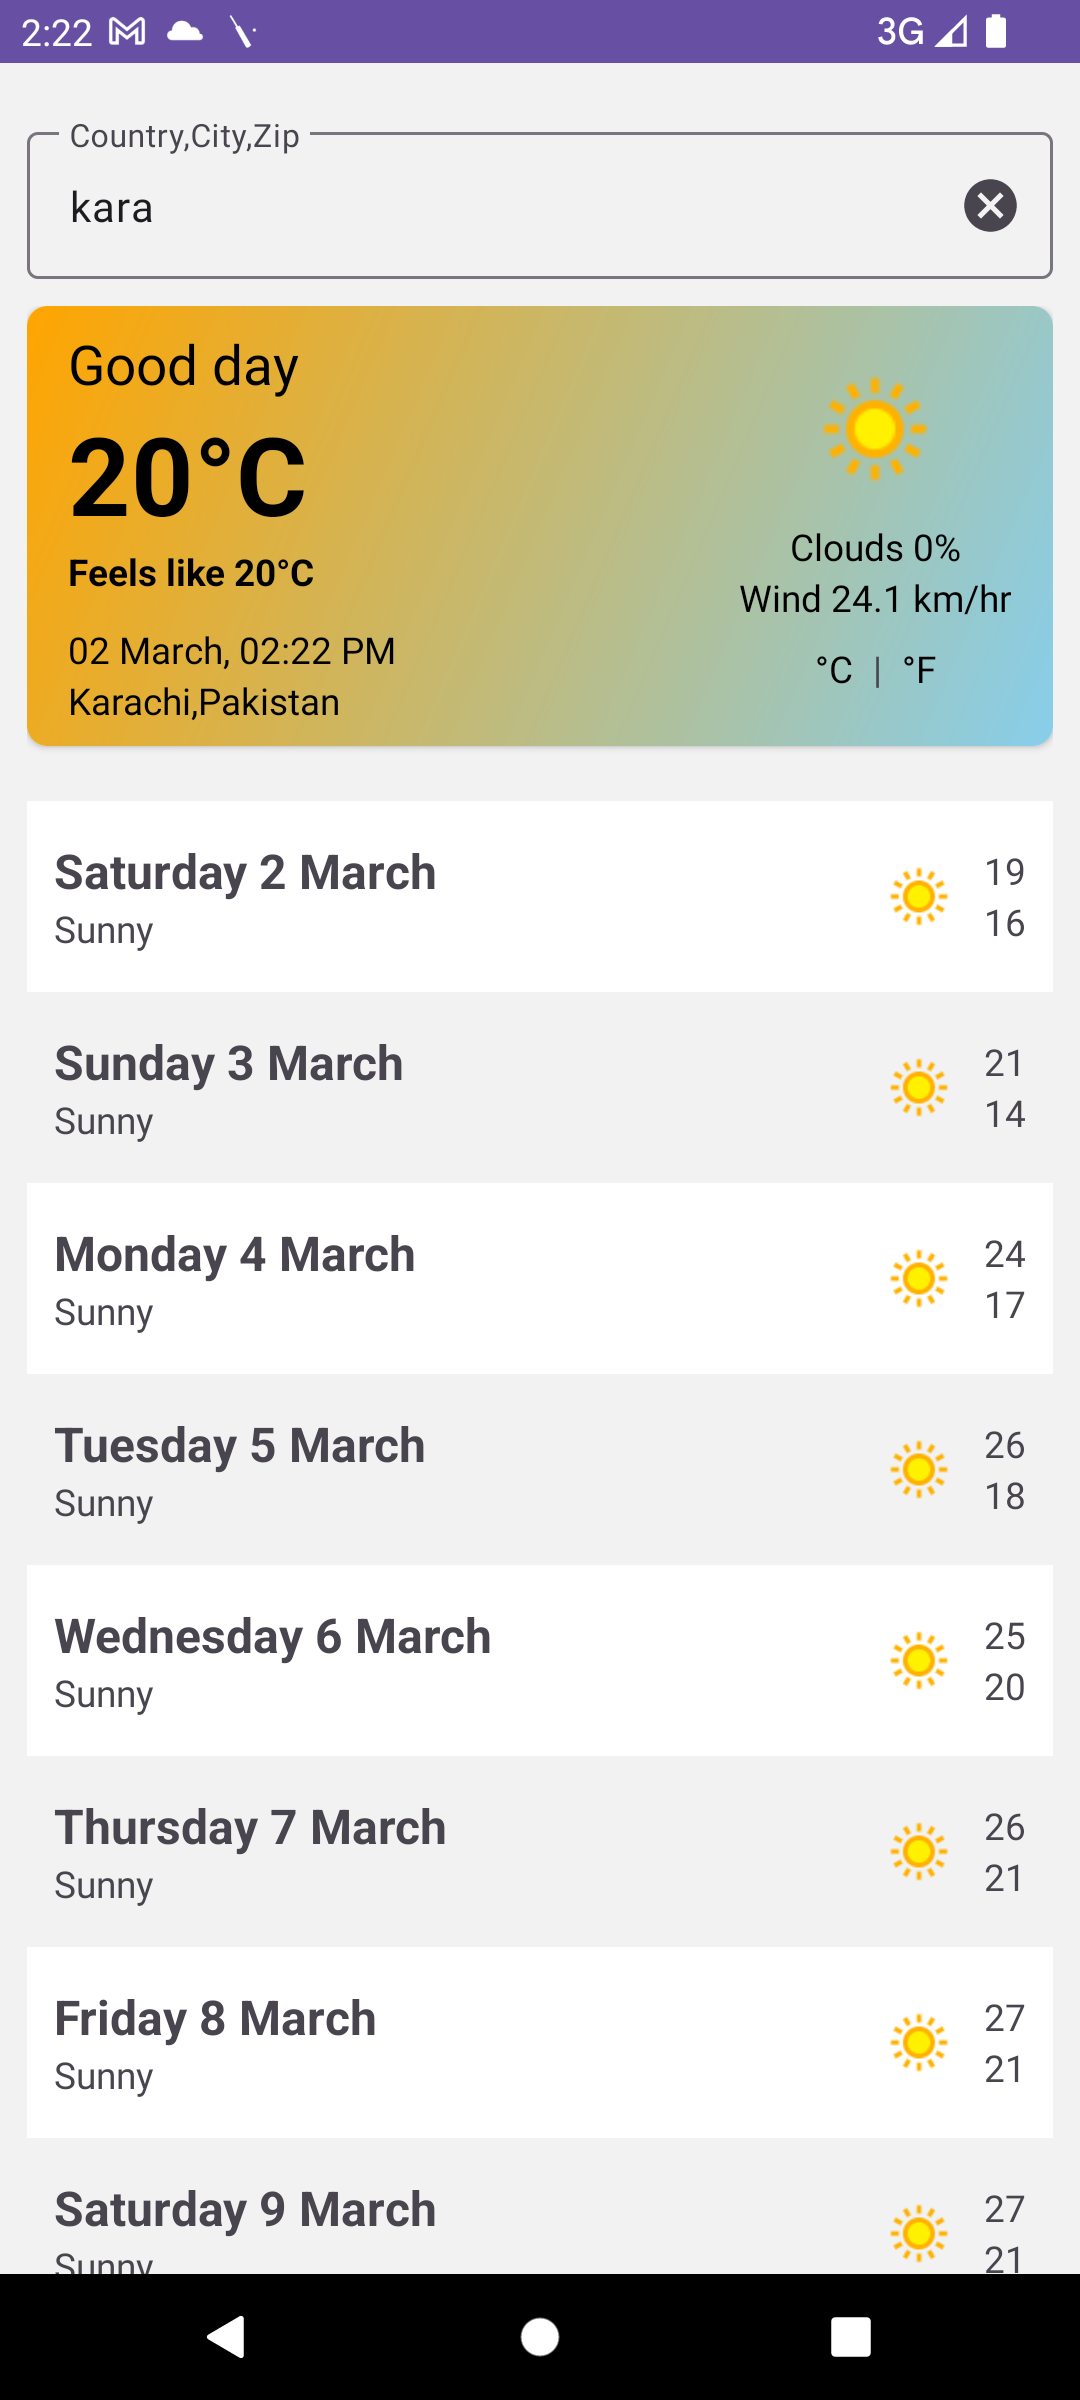 2:22
3G
Country,City,Zip
kara
Good day
20°C
Feels like 20°C
02 March, 02:22 PM
Karachi,Pakistan
Clouds 0%
Wind 24.1 km/hr
°C | °F
Saturday 2 March
Sunny
19
16
Sunday 3 March
Sunny
21
14
Monday 4 March
Sunny
24
17
Tuesday 5 March
Sunny
26
18
Wednesday 6 March
Sunny
25
20
Thursday 7 March
Sunny
26
21
Friday 8 March
Sunny
27
21
Saturday 9 March
Sunny
27
21